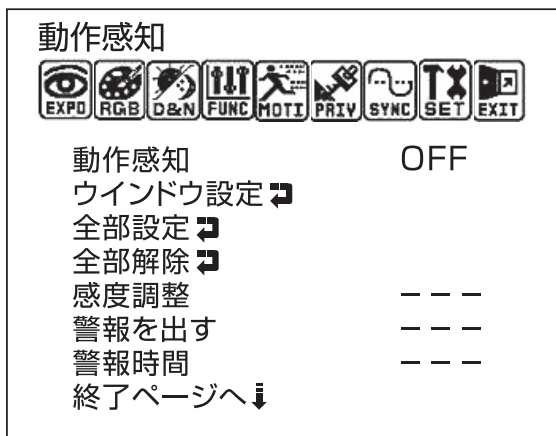 動作感知
EXPO RGB D&N FUNC MOTI PRIV SYNC SET EXIT
動作感知 OFF
ウインドウ設定
全部設定
全部解除
感度調整 ---
警報を出す ---
警報時間 ---
終了ページへ